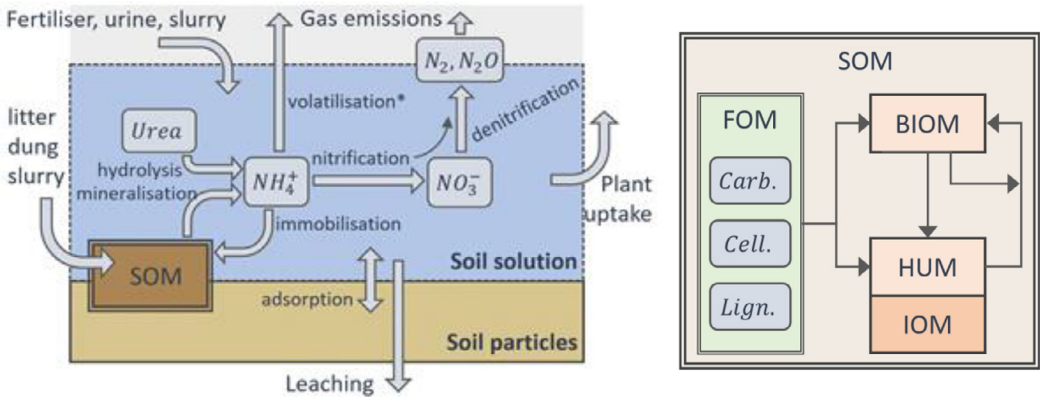 Fertiliser, urine, slurry
Gas emissions
N₂, N₂O
volatilisation*
denitrification
litter
dung
slurry
Urea
hydrolysis
mineralisation
NH₄⁺
nitrification
NO₃⁻
Plant
uptake
immobilisation
SOM
Soil solution
adsorption
Soil particles
Leaching
SOM
FOM
BIOM
Carb.
Cell.
HUM
Lign.
IOM